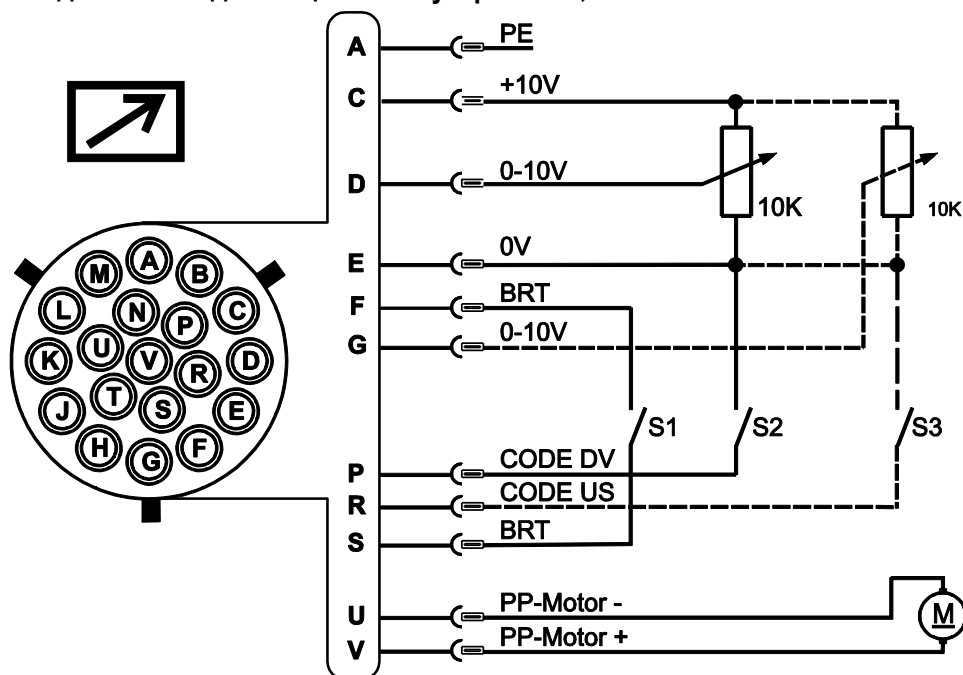 A PE
C +10V
D 0-10V
10K
10K
E 0V
F BRT
G 0-10V
S1
S2
S3
P CODE DV
R CODE US
S BRT
U PP-Motor -
V PP-Motor +
M
A
M
B
L
N
P
C
K
U
V
R
D
J
T
S
E
H
G
F